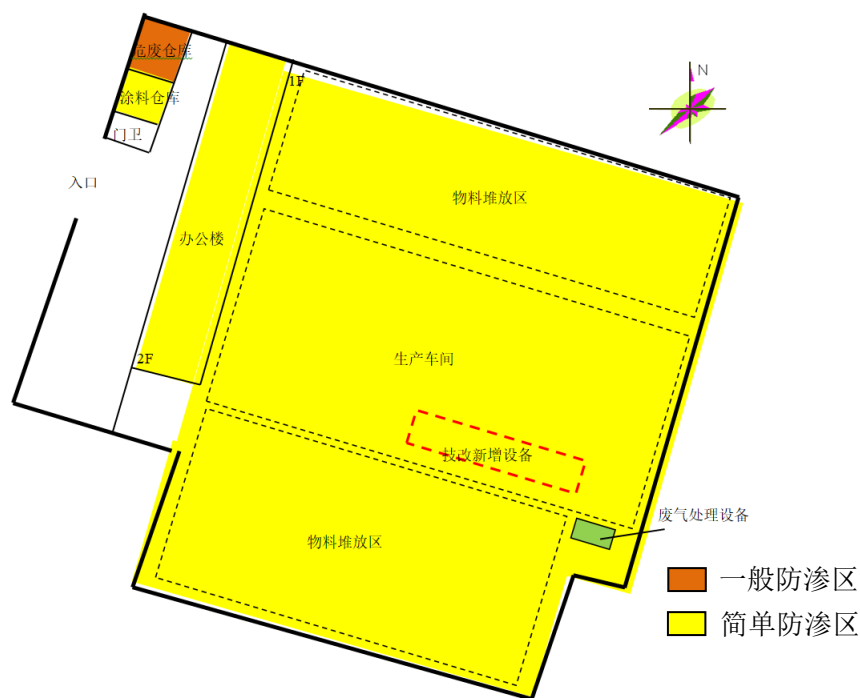 危废仓库
涂料仓库
门卫
入口
办公楼
1F
2F
N
物料堆放区
生产车间
技改新增设备
物料堆放区
废气处理设备
一般防渗区
简单防渗区